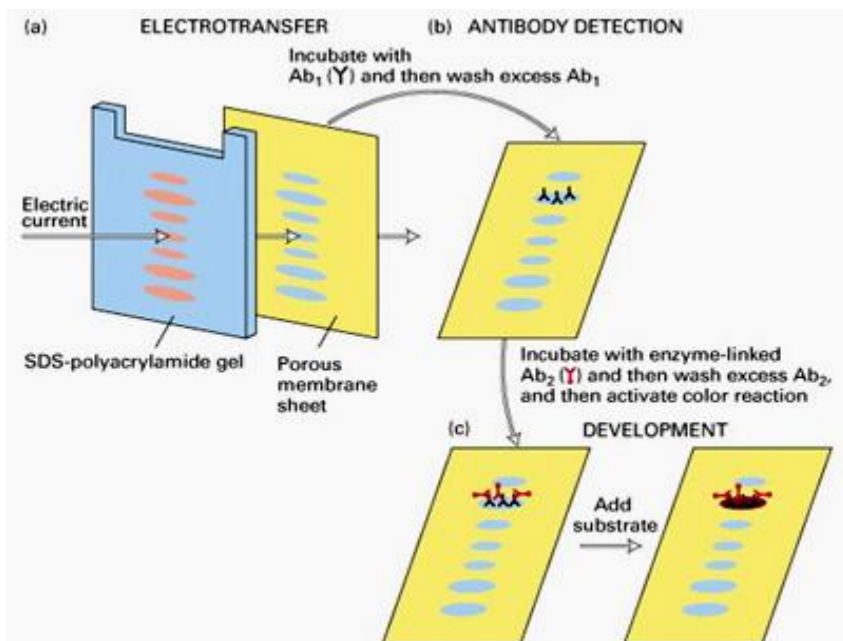 (a) ELECTROTRANSFER
(b) ANTIBODY DETECTION
Incubate with
Ab₁ (Y) and then wash excess Ab₁
Electric
current
SDS-polyacrylamide gel
Porous
membrane
sheet
Incubate with enzyme-linked
Ab₂ (Y) and then wash excess Ab₂,
and then activate color reaction
(c) DEVELOPMENT
Add
substrate